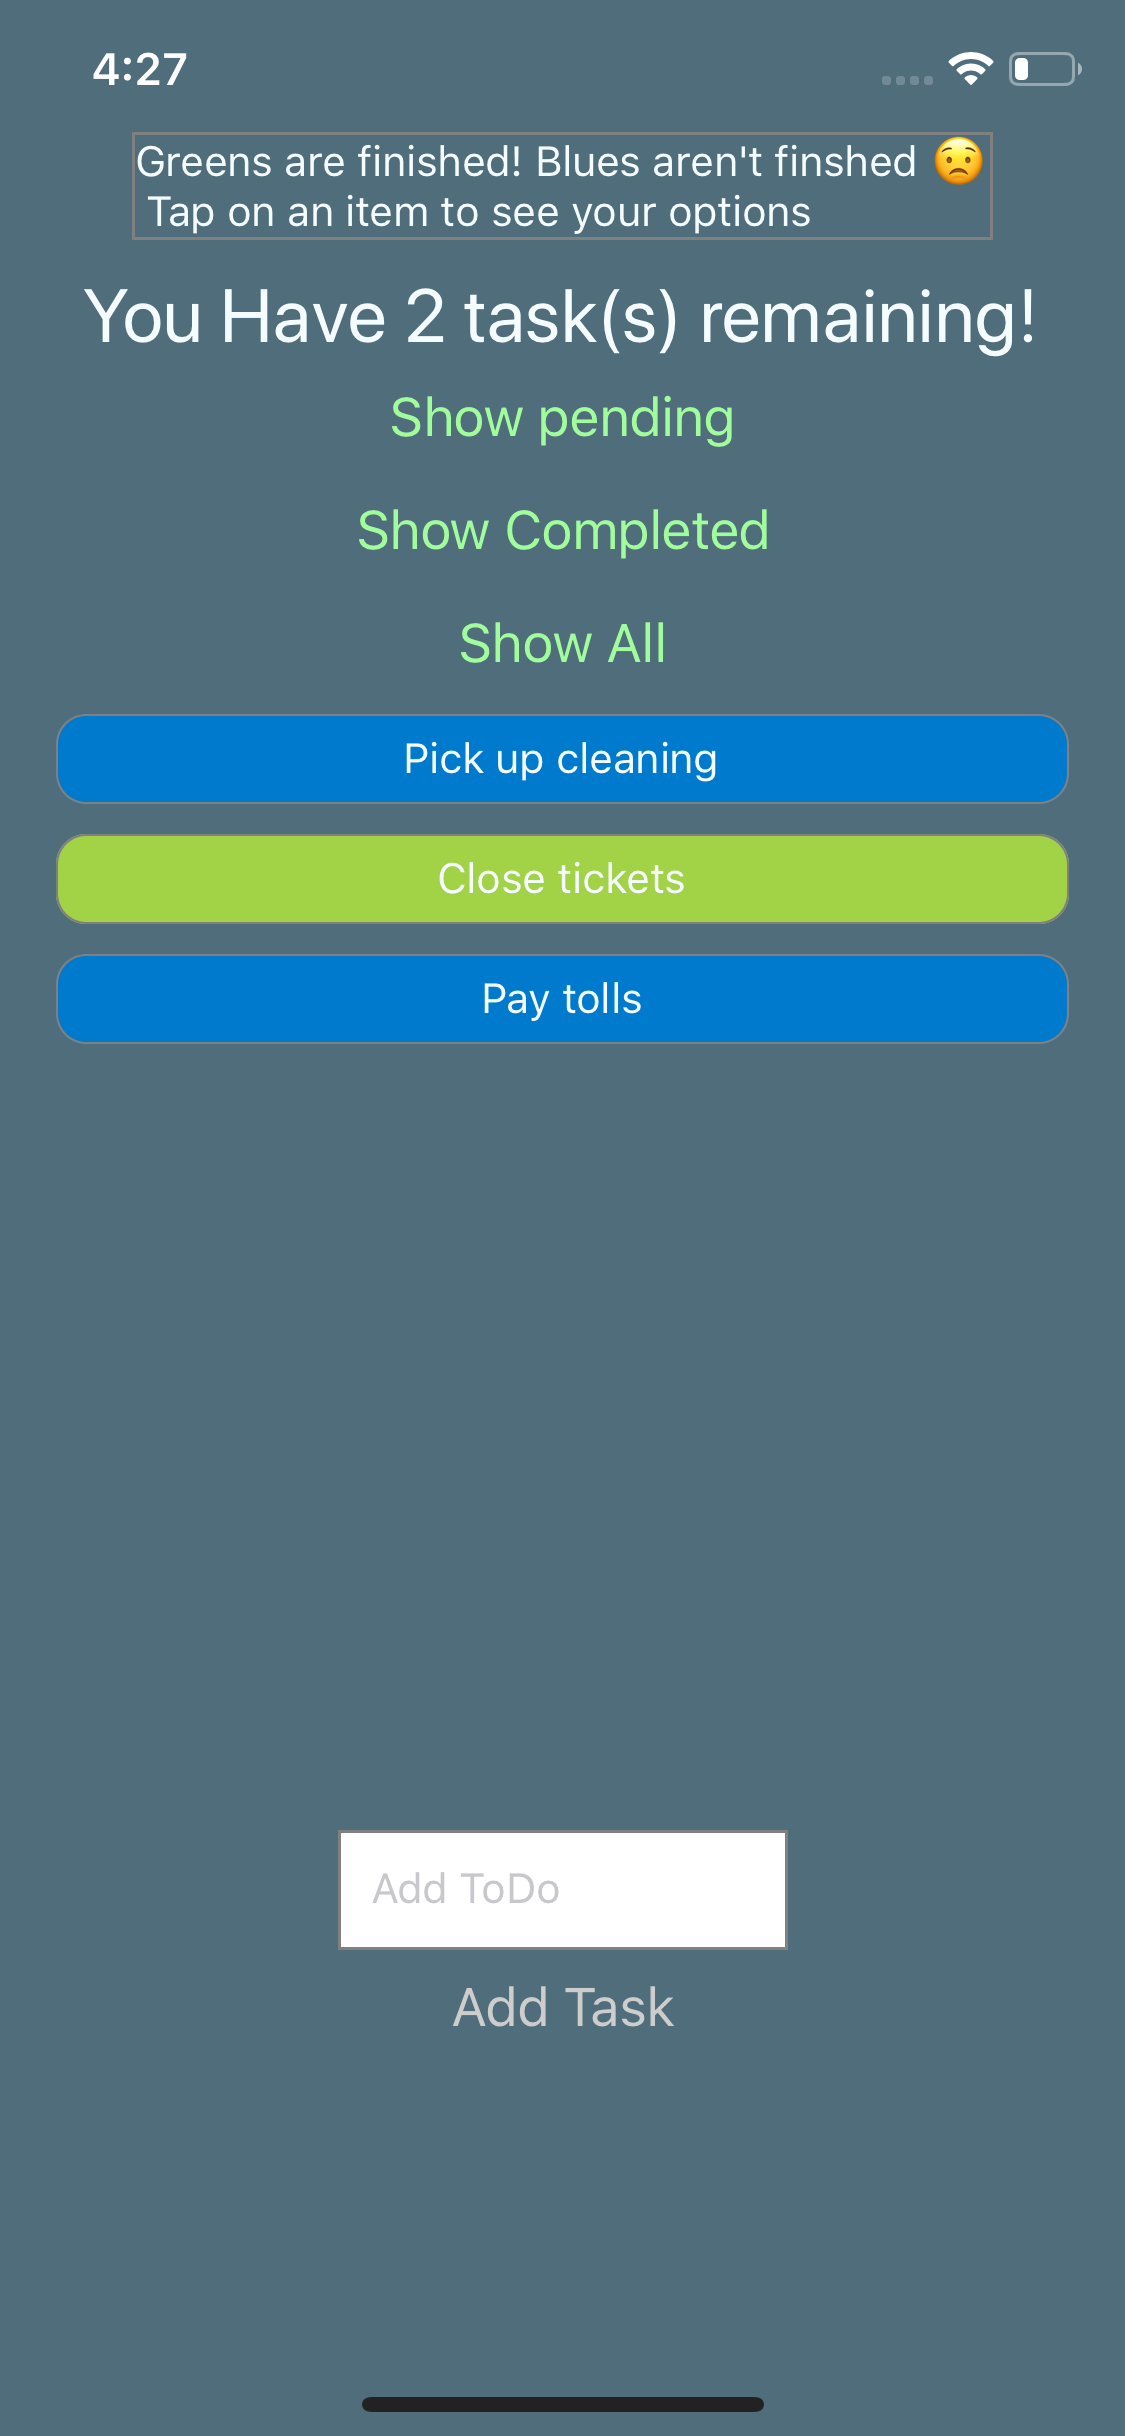 4:27
Greens are finished! Blues aren't finshed 😟
Tap on an item to see your options
You Have 2 task(s) remaining!
Show pending
Show Completed
Show All
Pick up cleaning
Close tickets
Pay tolls
Add ToDo
Add Task